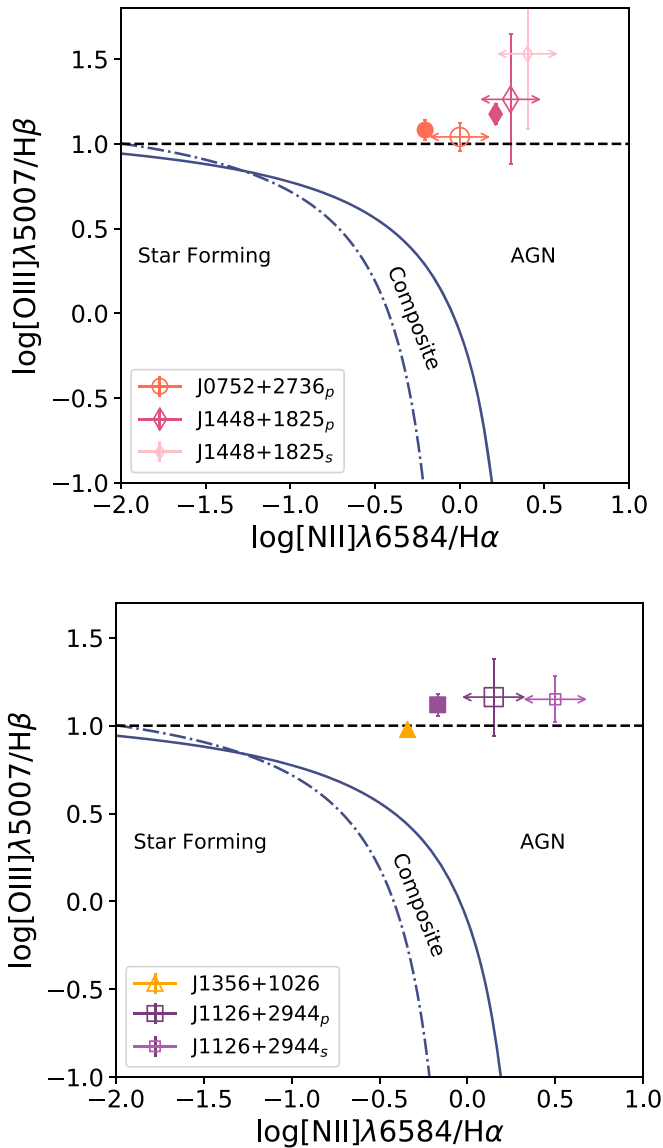 1.5
1.0
0.5
0.0
−0.5
−1.0
log[OIII]λ5007/Hβ
Star Forming
AGN
Composite
J0752+2736p
J1448+1825p
J1448+1825s
−2.0 −1.5 −1.0 −0.5 0.0 0.5 1.0
log[NII]λ6584/Hα
1.5
1.0
0.5
0.0
−0.5
−1.0
log[OIII]λ5007/Hβ
Star Forming
AGN
Composite
J1356+1026
J1126+2944p
J1126+2944s
−2.0 −1.5 −1.0 −0.5 0.0 0.5 1.0
log[NII]λ6584/Hα